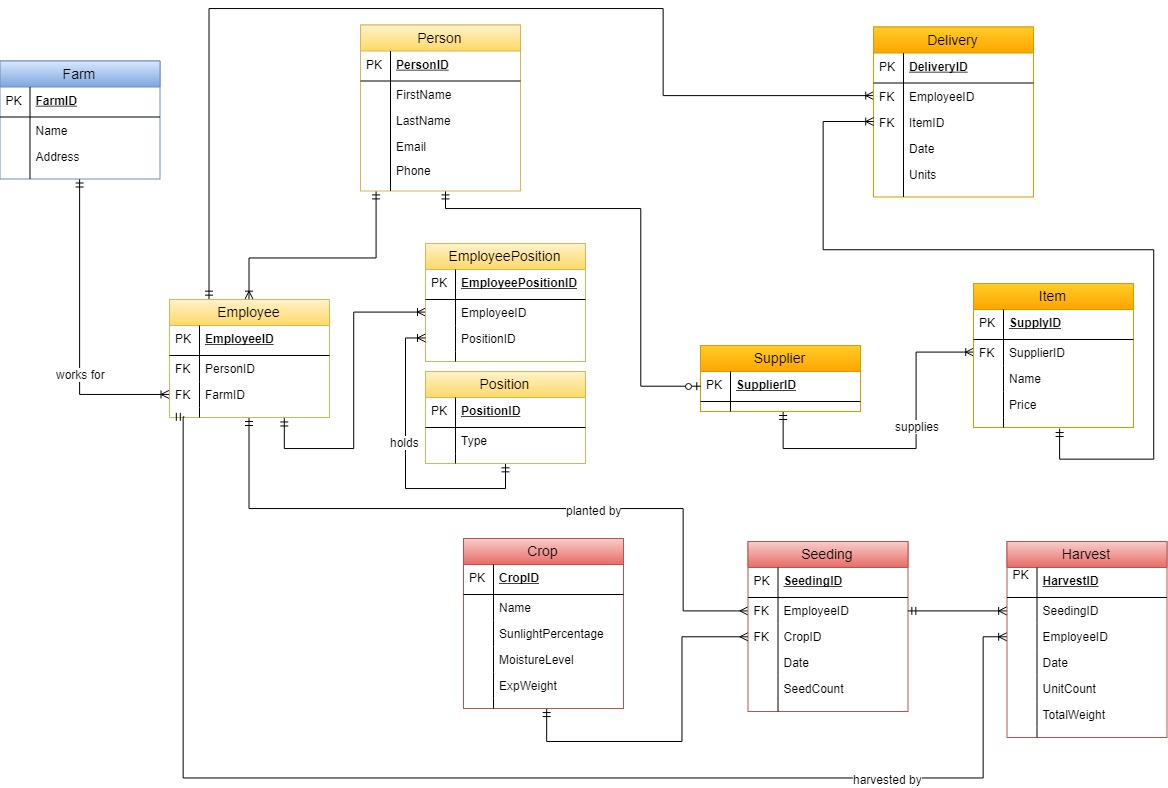 Farm
PK FarmID
Name
Address
Person
PK PersonID
FirstName
LastName
Email
Phone
Delivery
PK DeliveryID
FK EmployeeID
FK ItemID
Date
Units
EmployeePosition
PK EmployeePositionID
EmployeeID
PositionID
Employee
PK EmployeeID
FK PersonID
FK FarmID
works for
Position
PK PositionID
Type
holds
Supplier
PK SupplierID
supplies
Item
PK SupplyID
FK SupplierID
Name
Price
planted by
Crop
PK CropID
Name
SunlightPercentage
MoistureLevel
ExpWeight
Seeding
PK SeedingID
FK EmployeeID
FK CropID
Date
SeedCount
Harvest
PK HarvestID
SeedingID
EmployeeID
Date
UnitCount
TotalWeight
harvested by